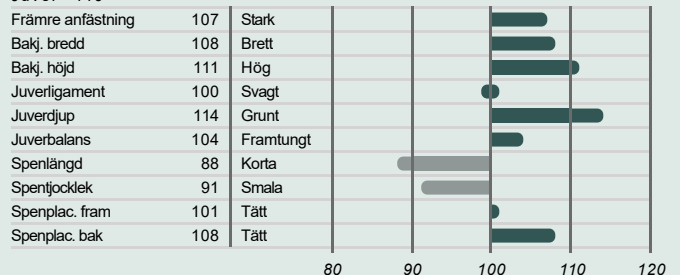 Främre anfästning 107 Stark
Bakj. bredd 108 Brett
Bakj. höjd 111 Hög
Juverligament 100 Svagt
Juverdjup 114 Grunt
Juverbalans 104 Framtungt
Spenlängd 88 Korta
Spentjocklek 91 Smala
Spenplac. fram 101 Tätt
Spenplac. bak 108 Tätt
80 90 100 110 120